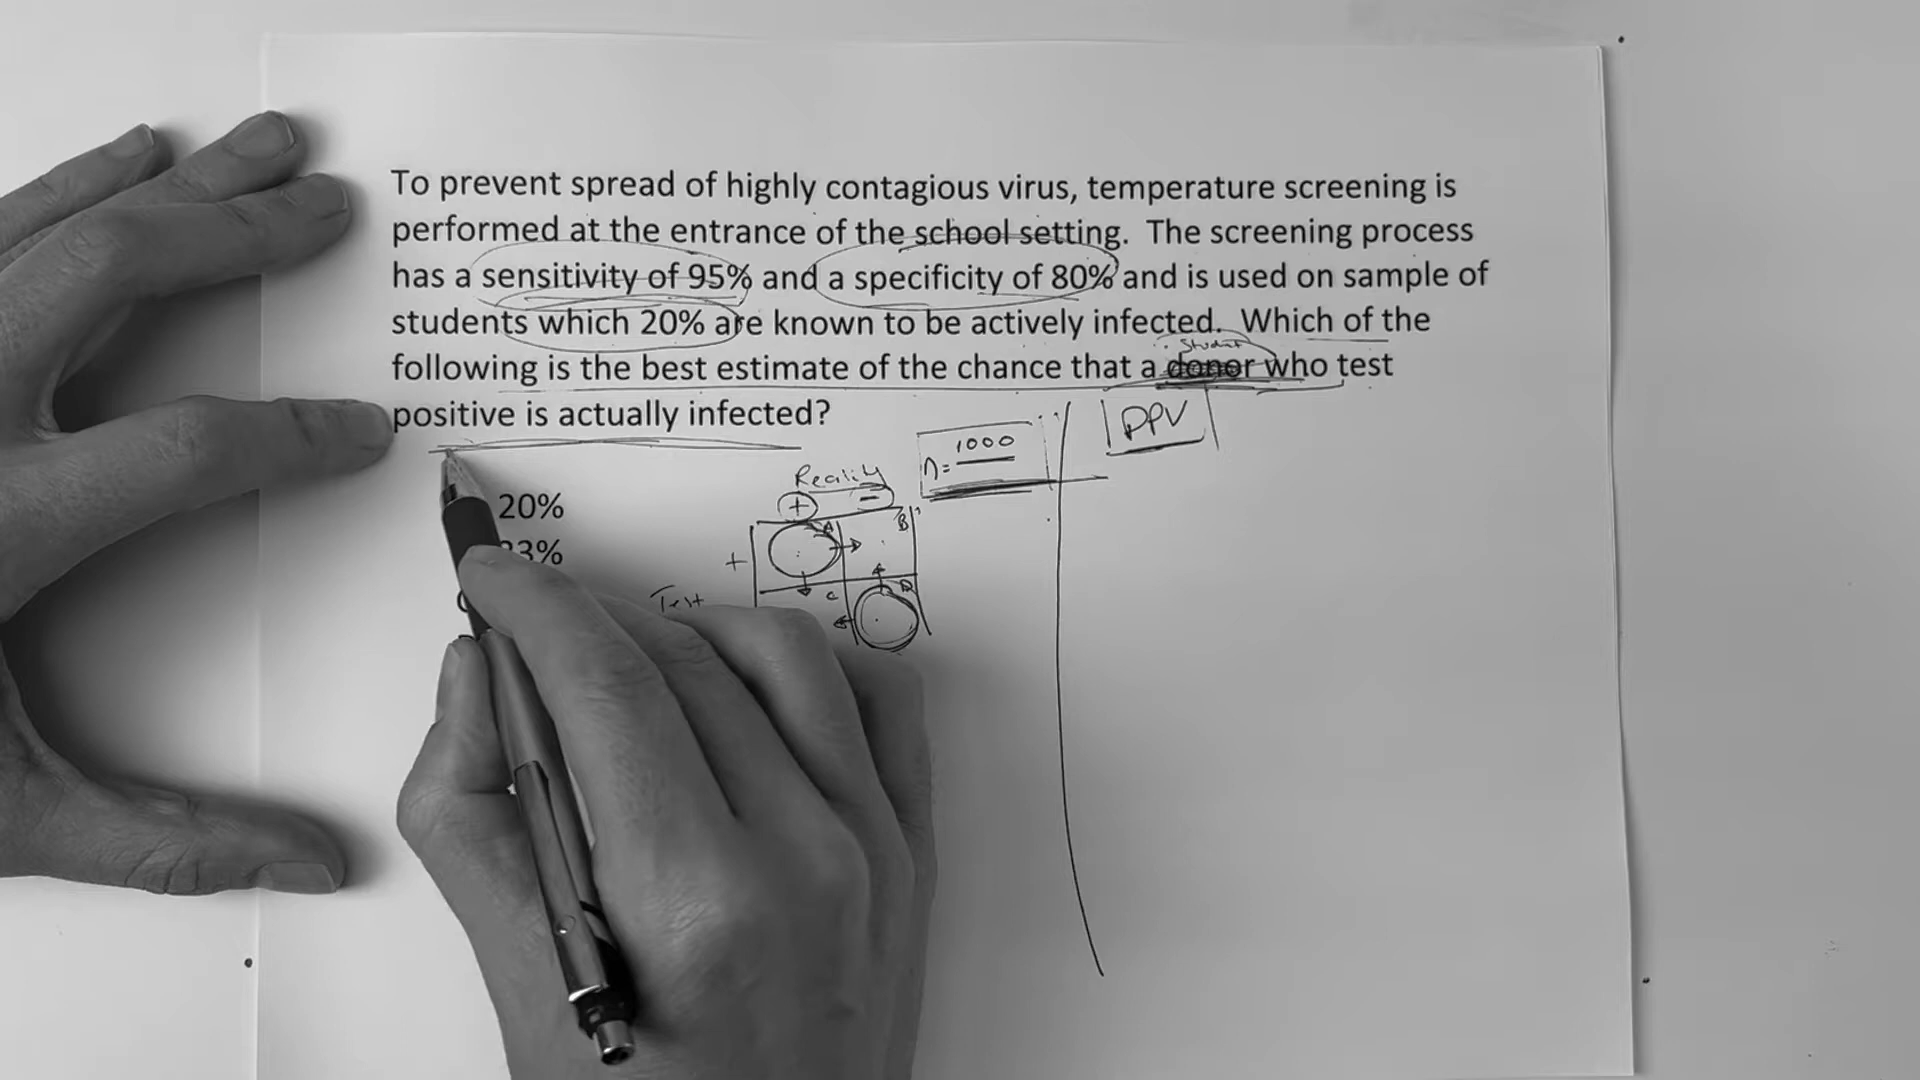 To prevent spread of highly contagious virus, temperature screening is
performed at the entrance of the school setting. The screening process
has a sensitivity of 95% and a specificity of 80% and is used on sample of
students which 20% are known to be actively infected. Which of the
student
following is the best estimate of the chance that a donor who test
positive is actually infected?
PPV
n= 1000
Reality
+ -
20%
3%
A B
+
Test
C D